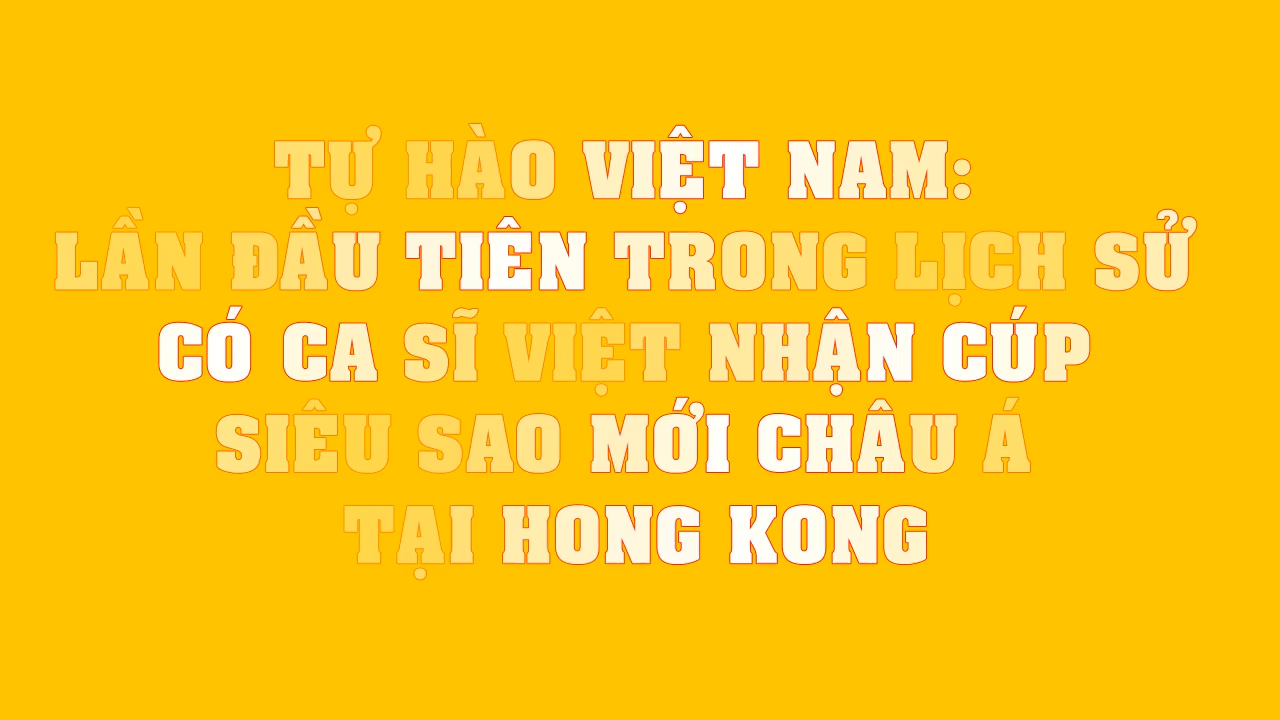 TỰ HÀO VIỆT NAM:
LẦN ĐẦU TIÊN TRONG LỊCH SỬ
CÓ CA SĨ VIỆT NHẬN CÚP
SIÊU SAO MỚI CHÂU Á
TẠI HONG KONG